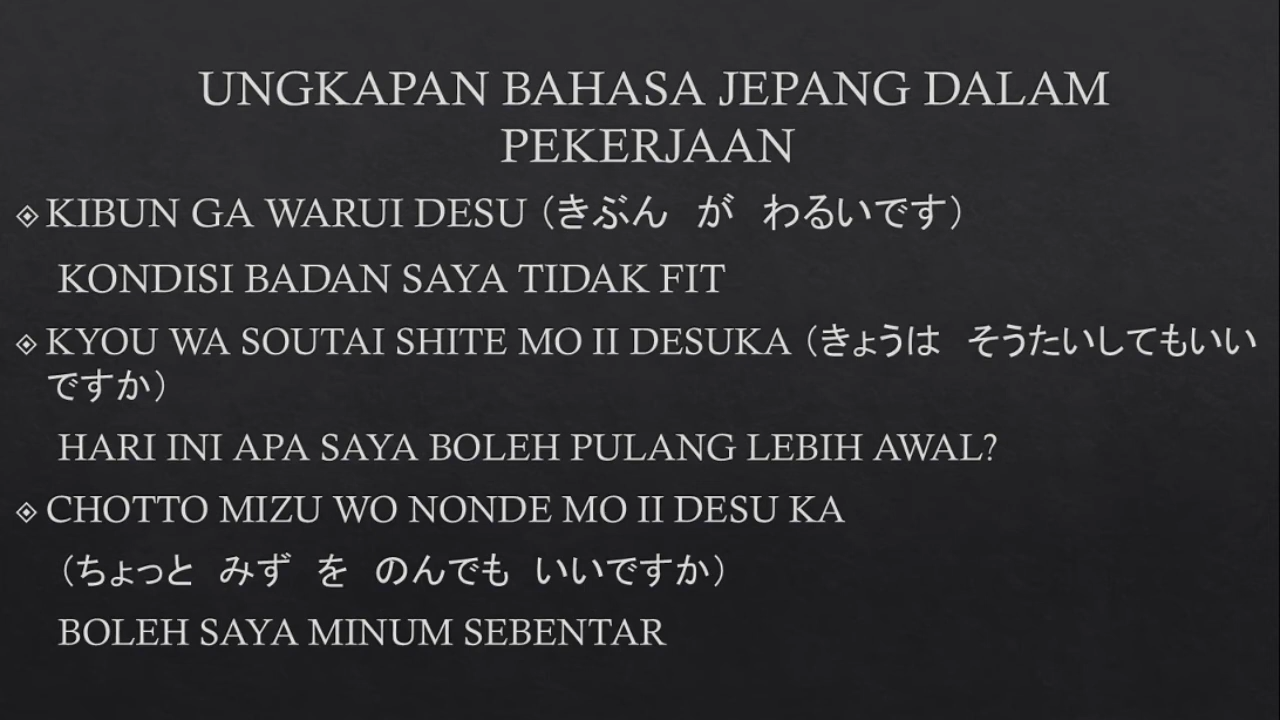 UNGKAPAN BAHASA JEPANG DALAM
PEKERJAAN
KIBUN GA WARUI DESU (きぶん　が　わるいです)
KONDISI BADAN SAYA TIDAK FIT
KYOU WA SOUTAI SHITE MO II DESUKA (きょうは　そうたいしてもいい
ですか)
HARI INI APA SAYA BOLEH PULANG LEBIH AWAL?
CHOTTO MIZU WO NONDE MO II DESU KA
(ちょっと　みず　を　のんでも　いいですか)
BOLEH SAYA MINUM SEBENTAR